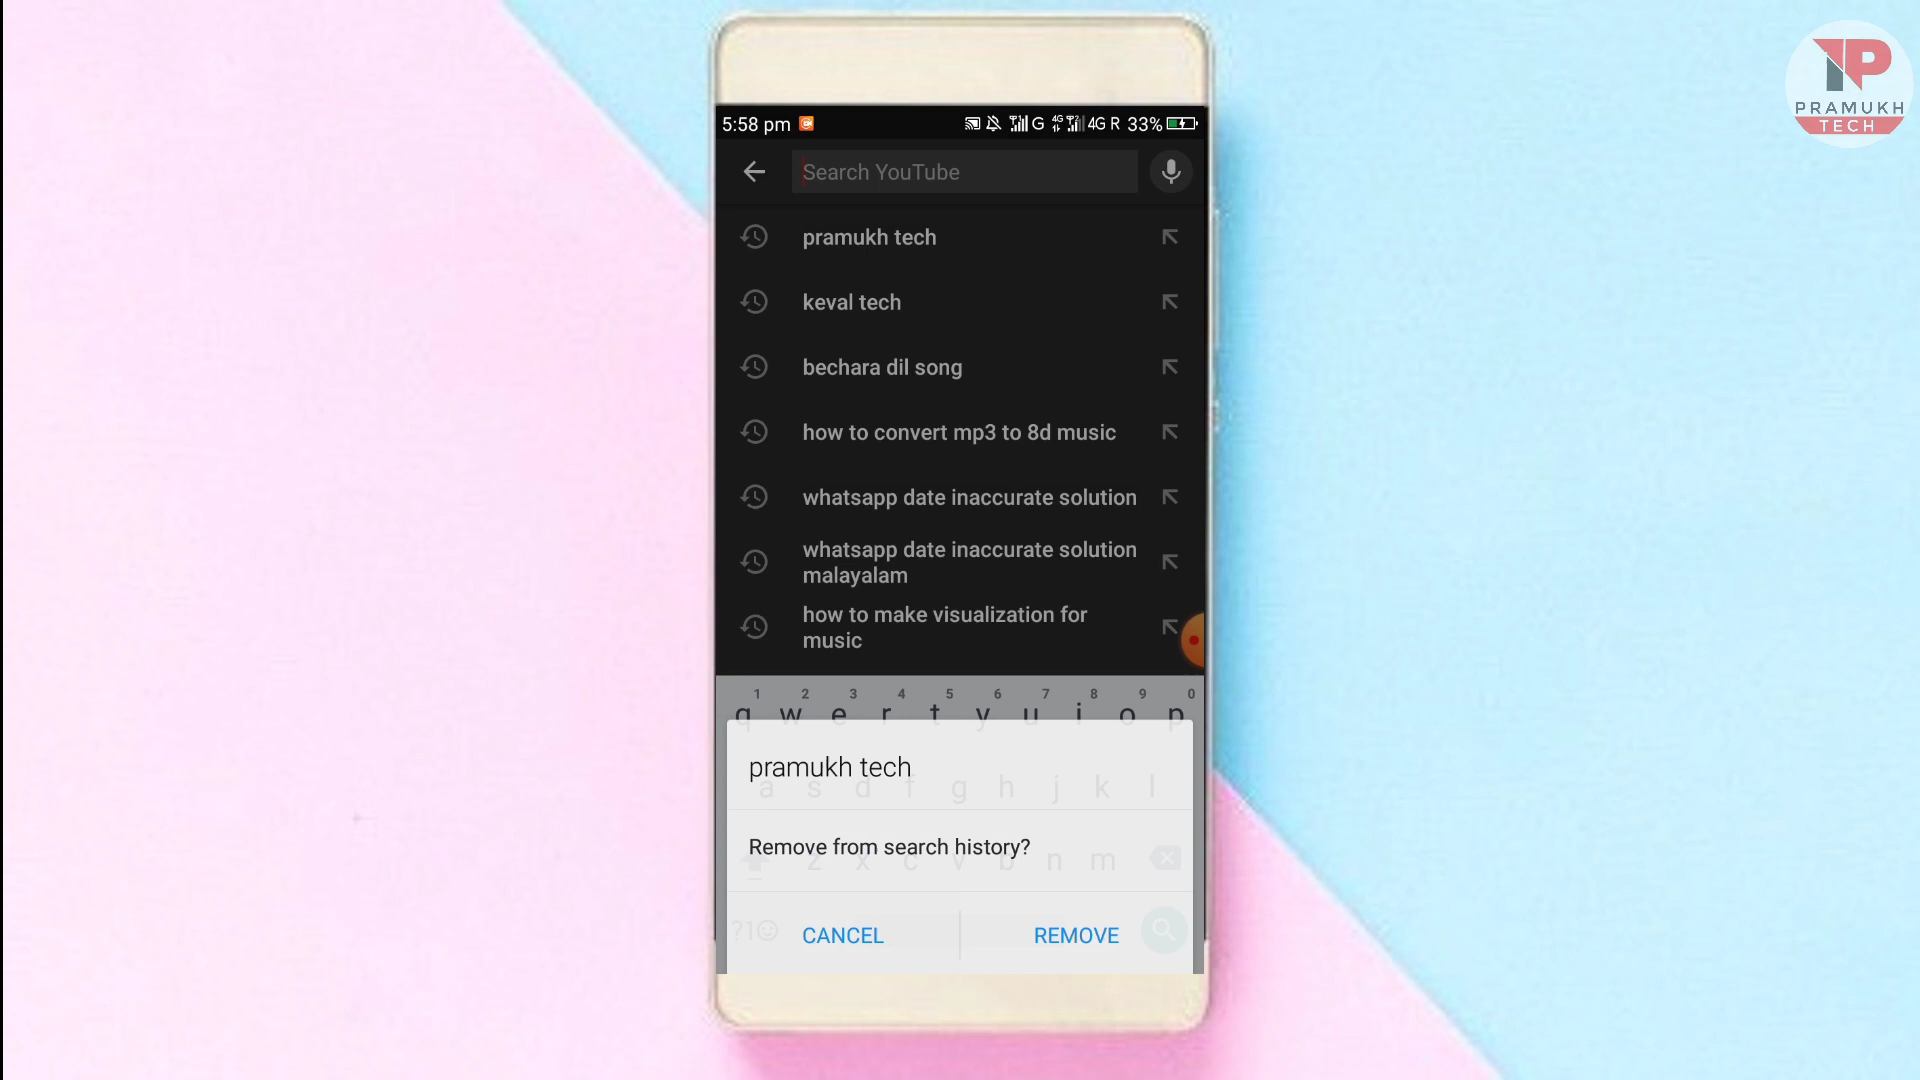 PRAMUKH
TECH
5:58 pm G 4G 4G R 33%
Search YouTube
pramukh tech
keval tech
bechara dil song
how to convert mp3 to 8d music
whatsapp date inaccurate solution
whatsapp date inaccurate solution
malayalam
how to make visualization for
music
1 2 3 4 5 6 7 8 9 0
q w e r t y u i o p
pramukh tech
a s d f g h j k l
Remove from search history?
z x c v b n m
?1☺
CANCEL REMOVE